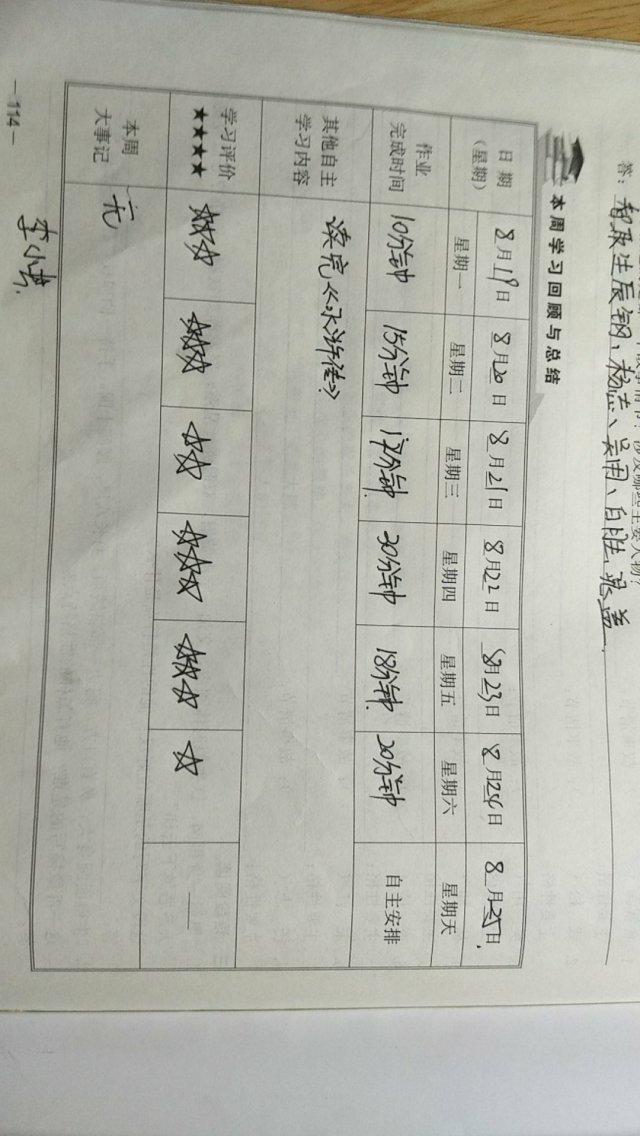 答：智取生辰钢、杨志、吴用、白胜、晁盖
本周学习回顾与总结
日期（星期） 8月19日 8月20日 8月21日 8月22日 8月23日 8月24日 8月25日
星期一 星期二 星期三 星期四 星期五 星期六 星期天
作业完成时间 10分钟 15分钟 17分钟 20分钟 18分钟 20分钟 自主安排
其他自主学习内容 读完《水浒传》
学习评价 ★★★★ ☆☆☆ ☆☆☆ ☆☆ ☆☆☆☆ ☆☆☆ ☆ —
本周大事记 无
—114—